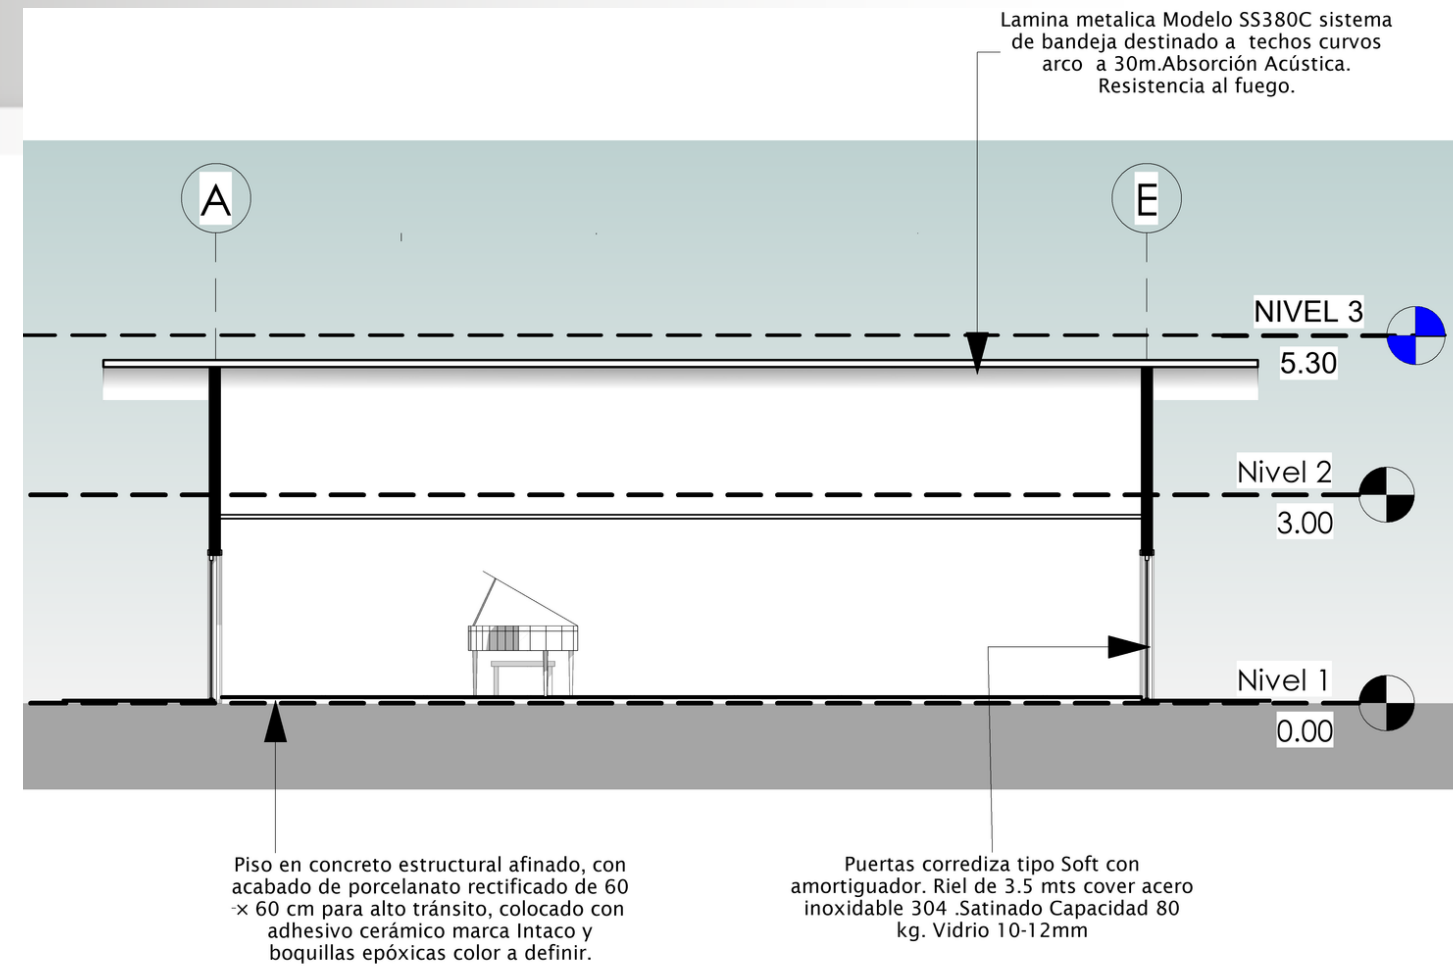 Lamina metalica Modelo SS380C sistema
de bandeja destinado a techos curvos
arco a 30m.Absorción Acústica.
Resistencia al fuego.
A
E
NIVEL 3
5.30
Nivel 2
3.00
Nivel 1
0.00
Piso en concreto estructural afinado, con
acabado de porcelanato rectificado de 60
-× 60 cm para alto tránsito, colocado con
adhesivo cerámico marca Intaco y
boquillas epóxicas color a definir.
Puertas corrediza tipo Soft con
amortiguador. Riel de 3.5 mts cover acero
inoxidable 304 .Satinado Capacidad 80
kg. Vidrio 10-12mm